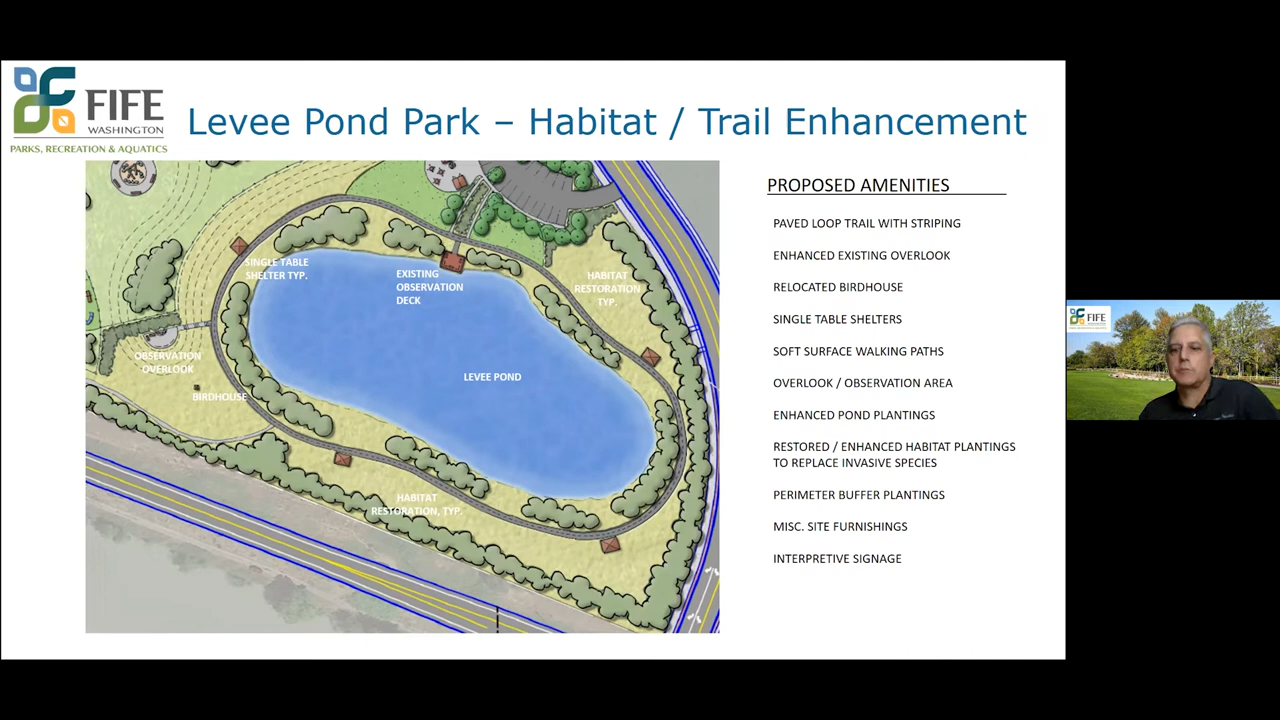 FIFE
WASHINGTON
PARKS, RECREATION & AQUATICS
Levee Pond Park – Habitat / Trail Enhancement
SINGLE TABLE
SHELTER TYP.
EXISTING
OBSERVATION
DECK
HABITAT
RESTORATION
TYP.
OBSERVATION
OVERLOOK
BIRDHOUSE
LEVEE POND
HABITAT
RESTORATION, TYP.
PROPOSED AMENITIES
PAVED LOOP TRAIL WITH STRIPING
ENHANCED EXISTING OVERLOOK
RELOCATED BIRDHOUSE
SINGLE TABLE SHELTERS
SOFT SURFACE WALKING PATHS
OVERLOOK / OBSERVATION AREA
ENHANCED POND PLANTINGS
RESTORED / ENHANCED HABITAT PLANTINGS
TO REPLACE INVASIVE SPECIES
PERIMETER BUFFER PLANTINGS
MISC. SITE FURNISHINGS
INTERPRETIVE SIGNAGE
FIFE